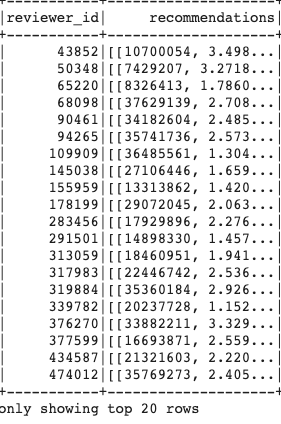 +-----------+--------------------+
|reviewer_id|     recommendations|
+-----------+--------------------+
|      43852|[[10700054, 3.498...|
|      50348|[[7429207, 3.2718...|
|      65220|[[8326413, 1.7860...|
|      68098|[[37629139, 2.708...|
|      90461|[[34182604, 2.485...|
|      94265|[[35741736, 2.573...|
|     109909|[[36485561, 1.304...|
|     145038|[[27106446, 1.659...|
|     155959|[[13313862, 1.420...|
|     178199|[[29072045, 2.063...|
|     283456|[[17929896, 2.276...|
|     291501|[[14898330, 1.457...|
|     313059|[[18460951, 1.941...|
|     317983|[[22446742, 2.536...|
|     319884|[[35360184, 2.926...|
|     339782|[[20237728, 1.152...|
|     376270|[[33882211, 3.329...|
|     377599|[[16693871, 2.559...|
|     434587|[[21321603, 2.220...|
|     474012|[[35769273, 2.405...|
+-----------+--------------------+
only showing top 20 rows